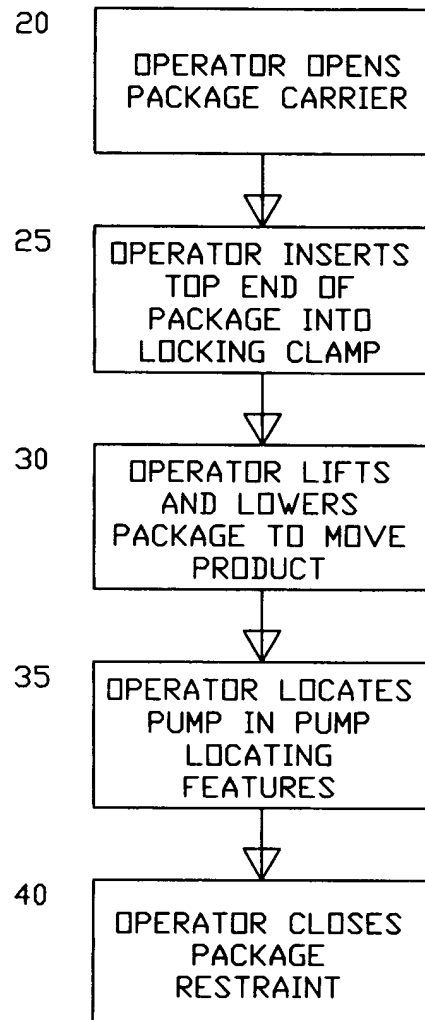 20
OPERATOR OPENS
PACKAGE CARRIER
25
OPERATOR INSERTS
TOP END OF
PACKAGE INTO
LOCKING CLAMP
30
OPERATOR LIFTS
AND LOWERS
PACKAGE TO MOVE
PRODUCT
35
OPERATOR LOCATES
PUMP IN PUMP
LOCATING
FEATURES
40
OPERATOR CLOSES
PACKAGE
RESTRAINT